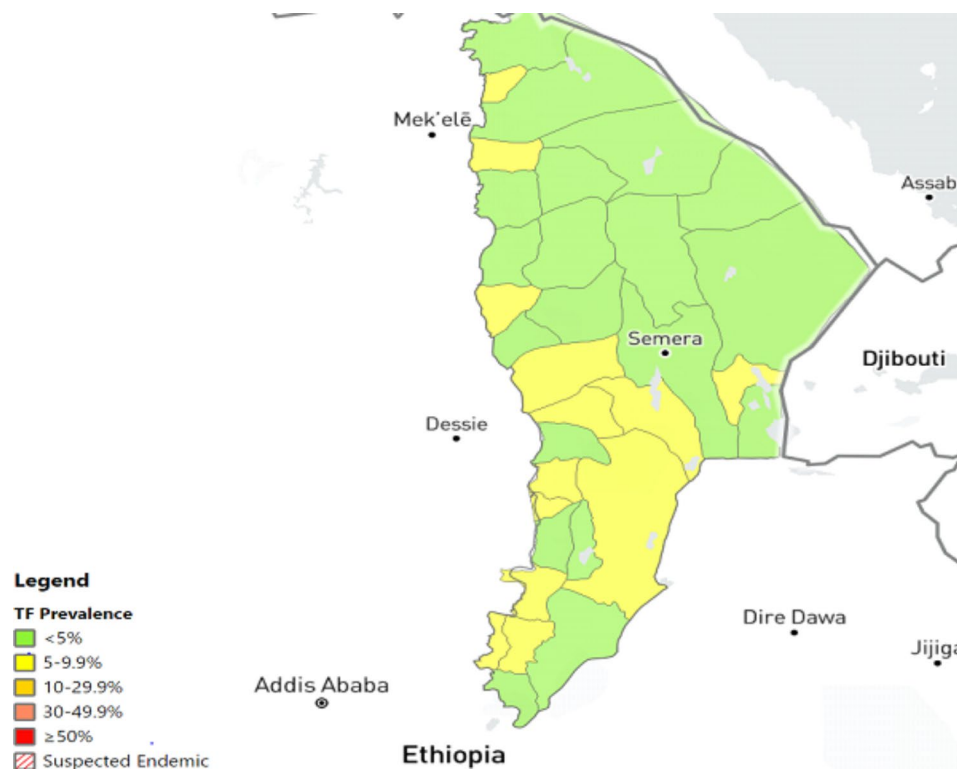 Mek'elē
Assab
Semera
Djibouti
Dessie
Legend
TF Prevalence
<5%
5-9.9%
10-29.9%
30-49.9%
≥50%
Suspected Endemic
Dire Dawa
Jijiga
Addis Ababa
Ethiopia